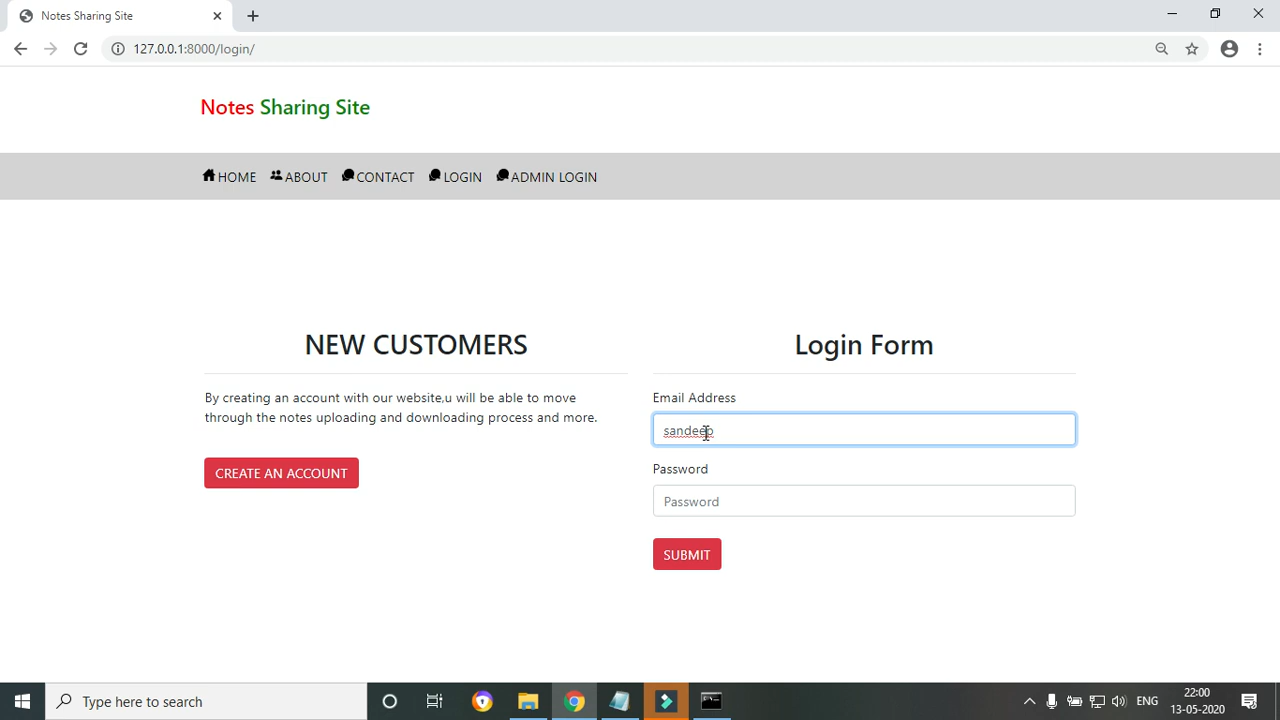 Notes Sharing Site
127.0.0.1:8000/login/
Notes Sharing Site
HOME ABOUT CONTACT LOGIN ADMIN LOGIN
NEW CUSTOMERS
By creating an account with our website,u will be able to move
through the notes uploading and downloading process and more.
CREATE AN ACCOUNT
Login Form
Email Address
sandeep
Password
Password
SUBMIT
Type here to search
ENG
22:00
13-05-2020